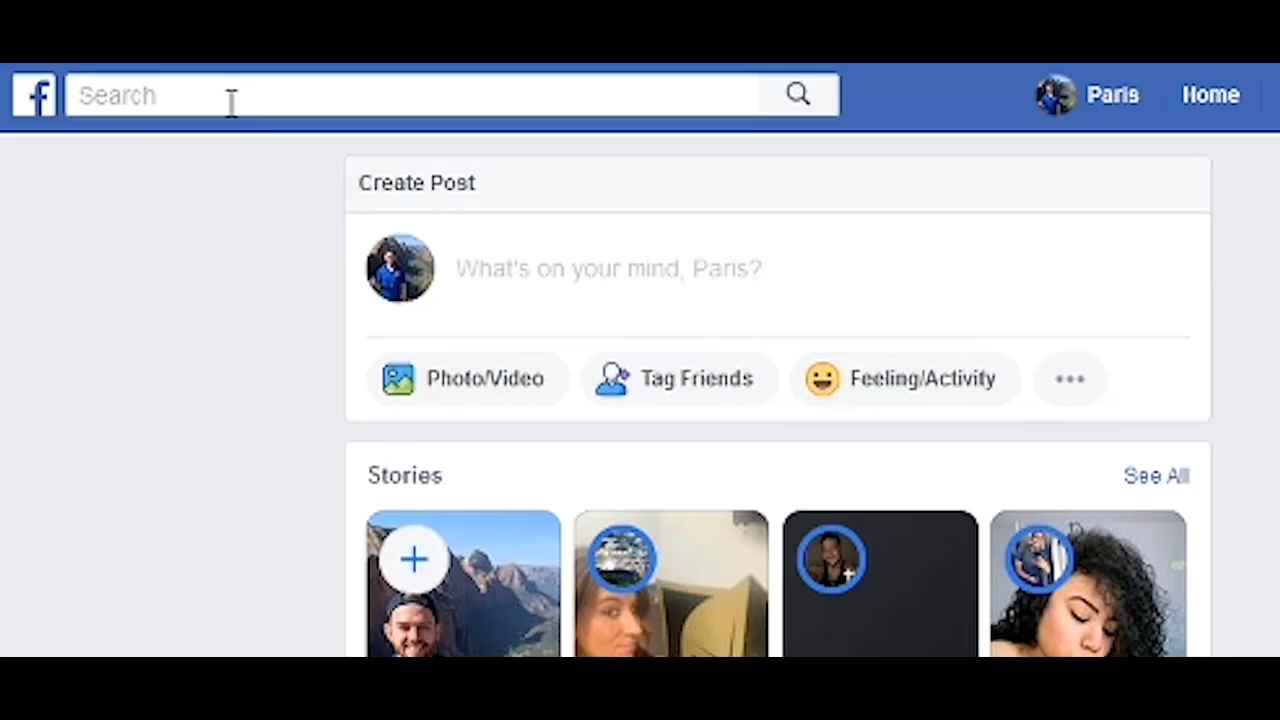 f Search Paris Home
Create Post
What's on your mind, Paris?
Photo/Video Tag Friends Feeling/Activity
Stories See All